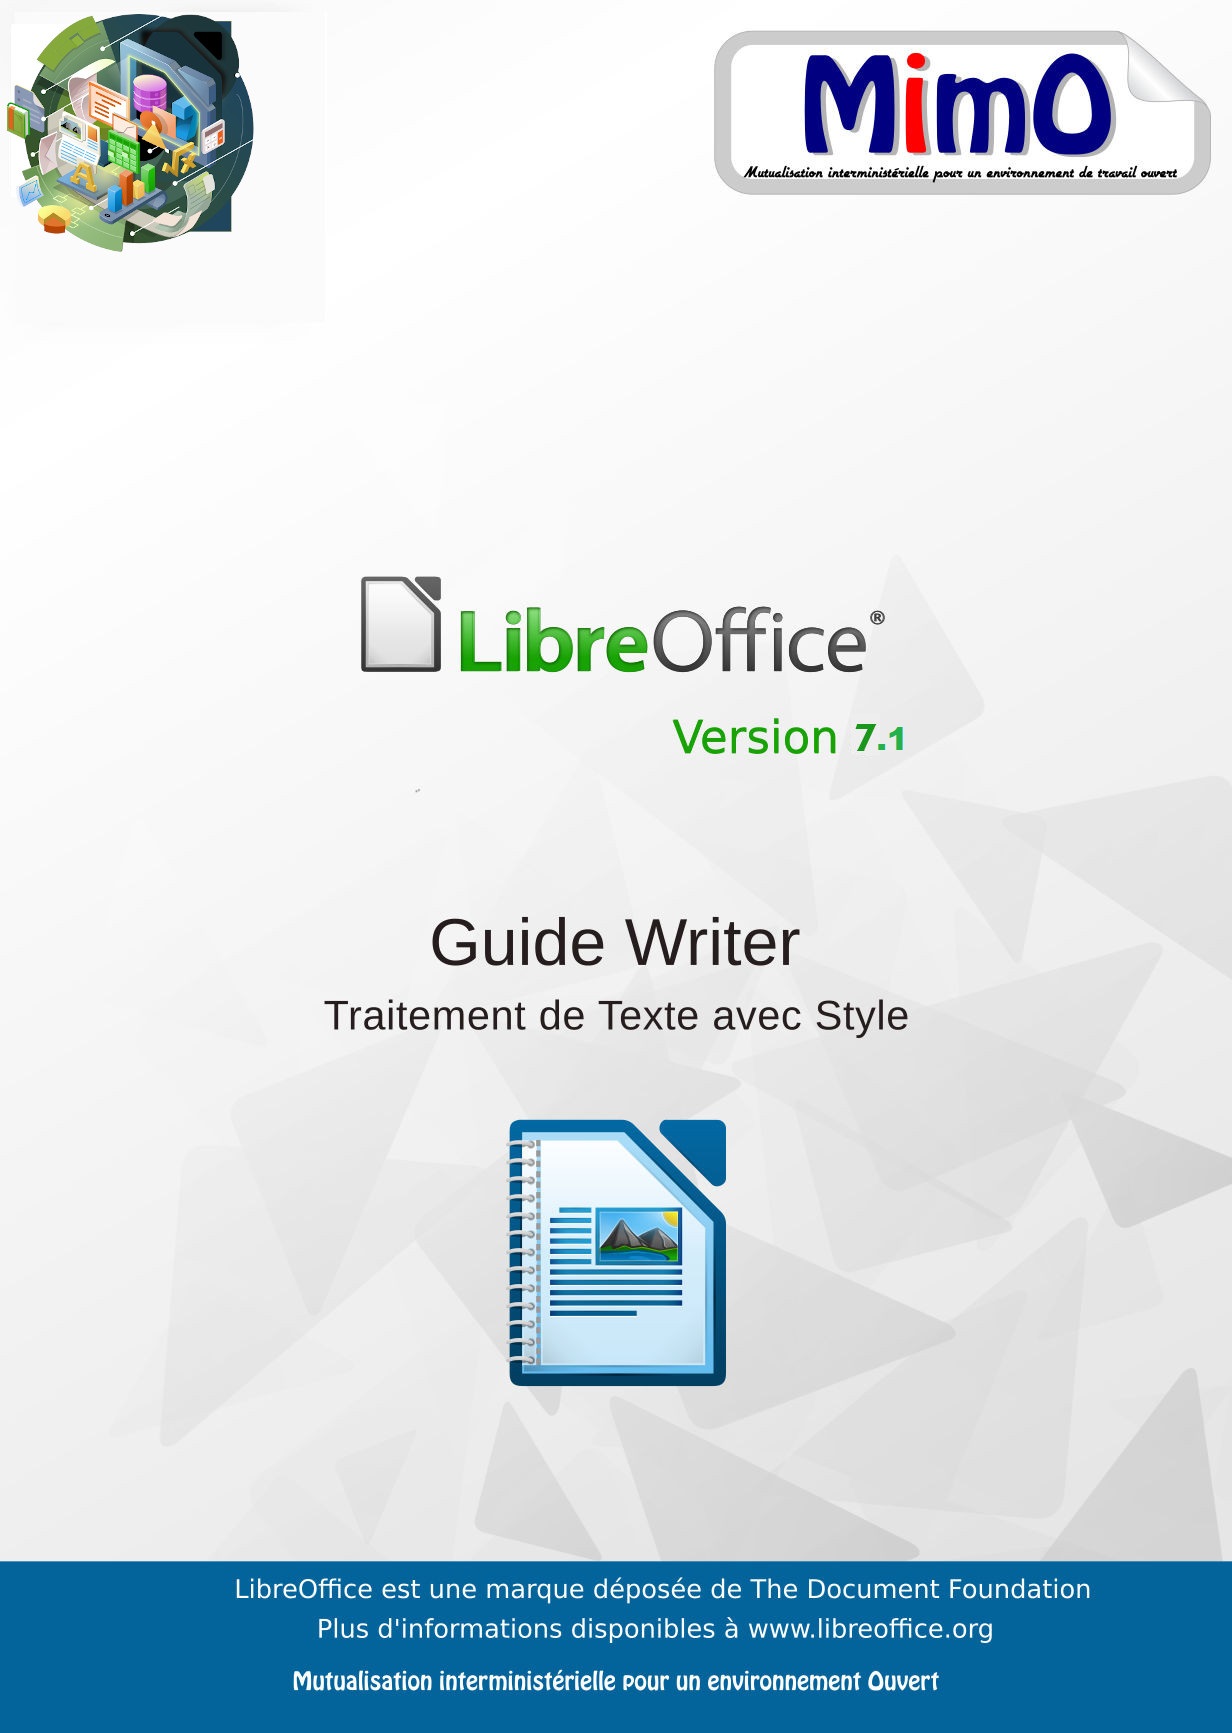 MimO
Mutualisation interministérielle pour un environnement de travail ouvert
LibreOffice®
Version 7.1
Guide Writer
Traitement de Texte avec Style
LibreOffice est une marque déposée de The Document Foundation
Plus d'informations disponibles à www.libreoffice.org
Mutualisation interministérielle pour un environnement Ouvert